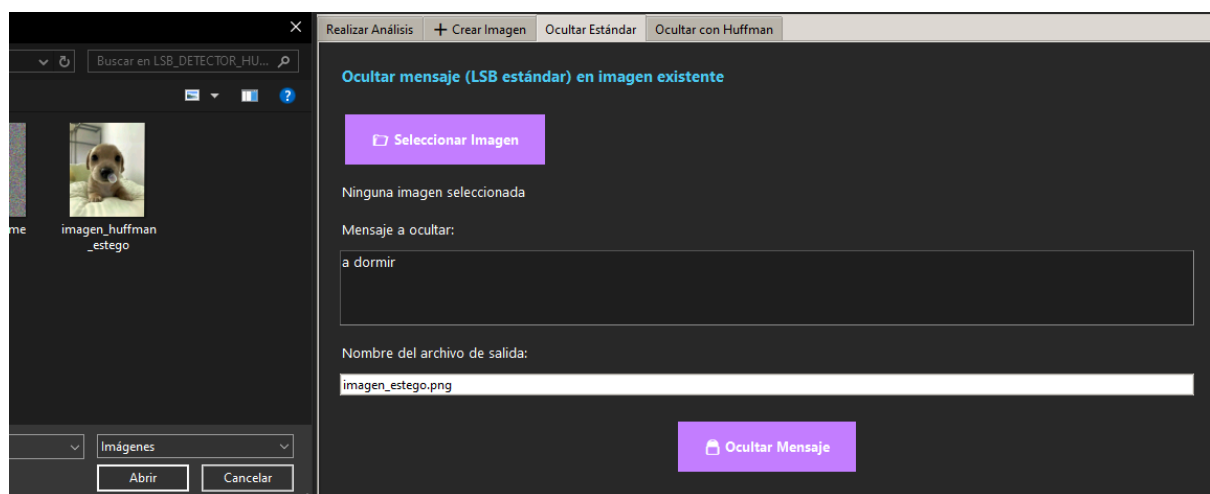 Buscar en LSB_DETECTOR_HU...
me
imagen_huffman
_estego
Imágenes
Abrir
Cancelar
Realizar Análisis
+ Crear Imagen
Ocultar Estándar
Ocultar con Huffman
Ocultar mensaje (LSB estándar) en imagen existente
Seleccionar Imagen
Ninguna imagen seleccionada
Mensaje a ocultar:
a dormir
Nombre del archivo de salida:
imagen_estego.png
Ocultar Mensaje